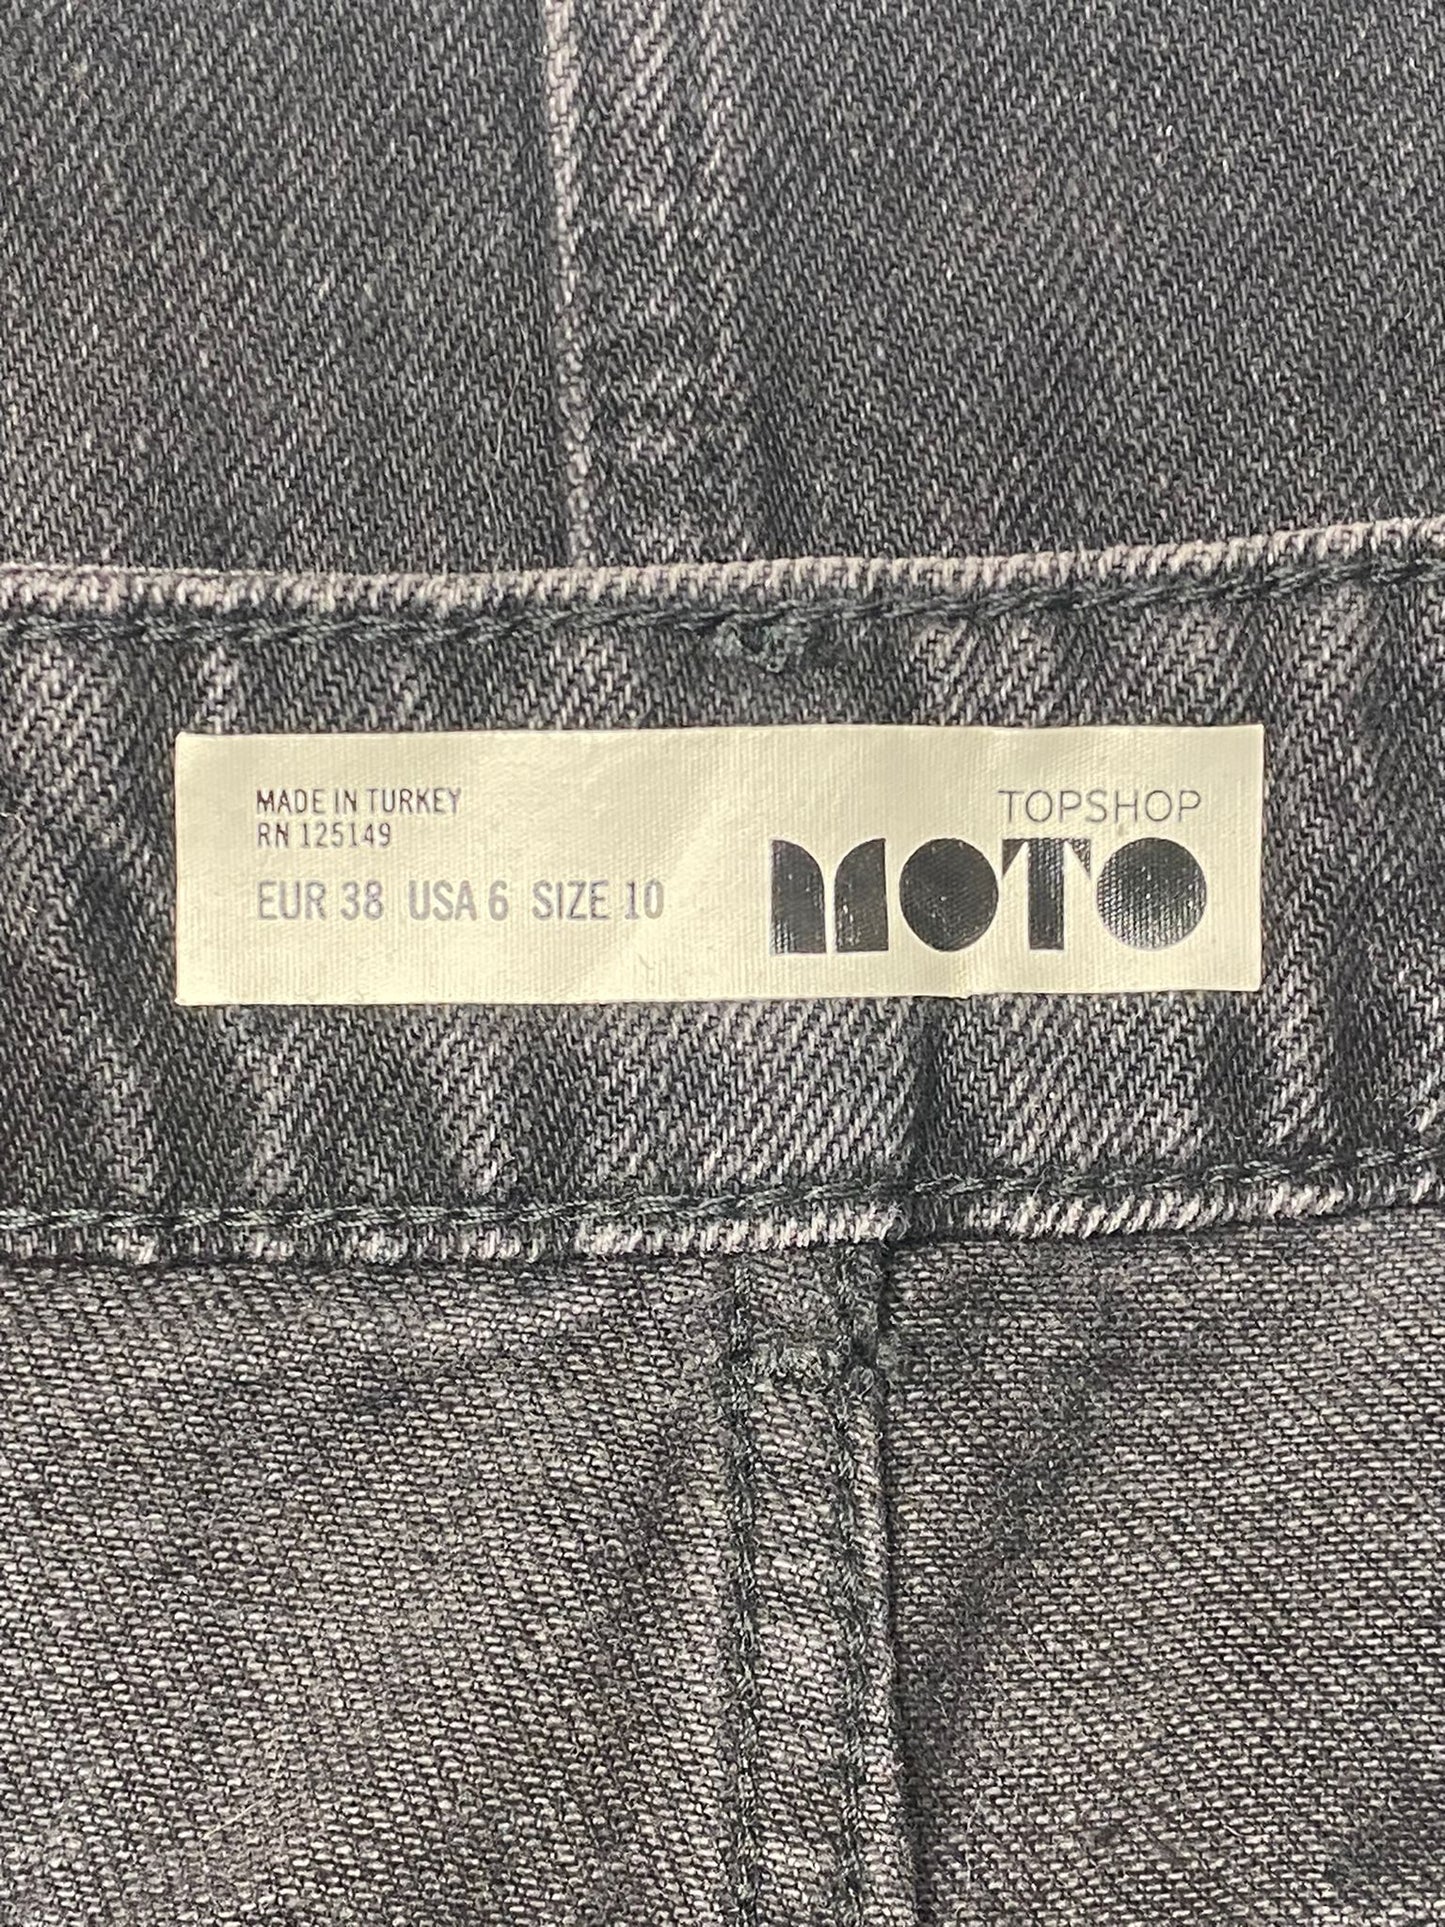 MADE IN TURKEY
RN 125149
EUR 38 USA 6 SIZE 10
TOPSHOP
MOTO